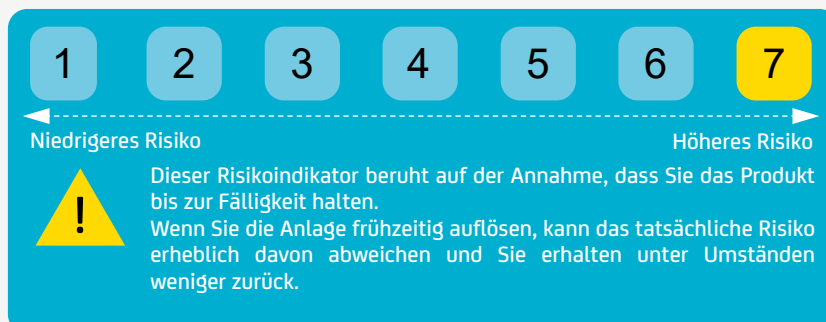 1 2 3 4 5 6 7
Niedrigeres Risiko Höheres Risiko
!
Dieser Risikoindikator beruht auf der Annahme, dass Sie das Produkt
bis zur Fälligkeit halten.
Wenn Sie die Anlage frühzeitig auflösen, kann das tatsächliche Risiko
erheblich davon abweichen und Sie erhalten unter Umständen
weniger zurück.